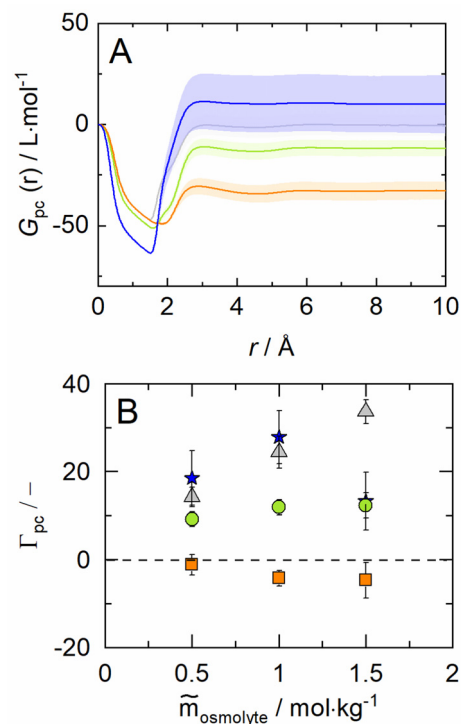 A
50
0
-50
G_pc (r) / L·mol⁻¹
0 2 4 6 8 10
r / Å
B
40
20
0
-20
Γ_pc / –
0 0.5 1 1.5 2
m̃_osmolyte / mol·kg⁻¹